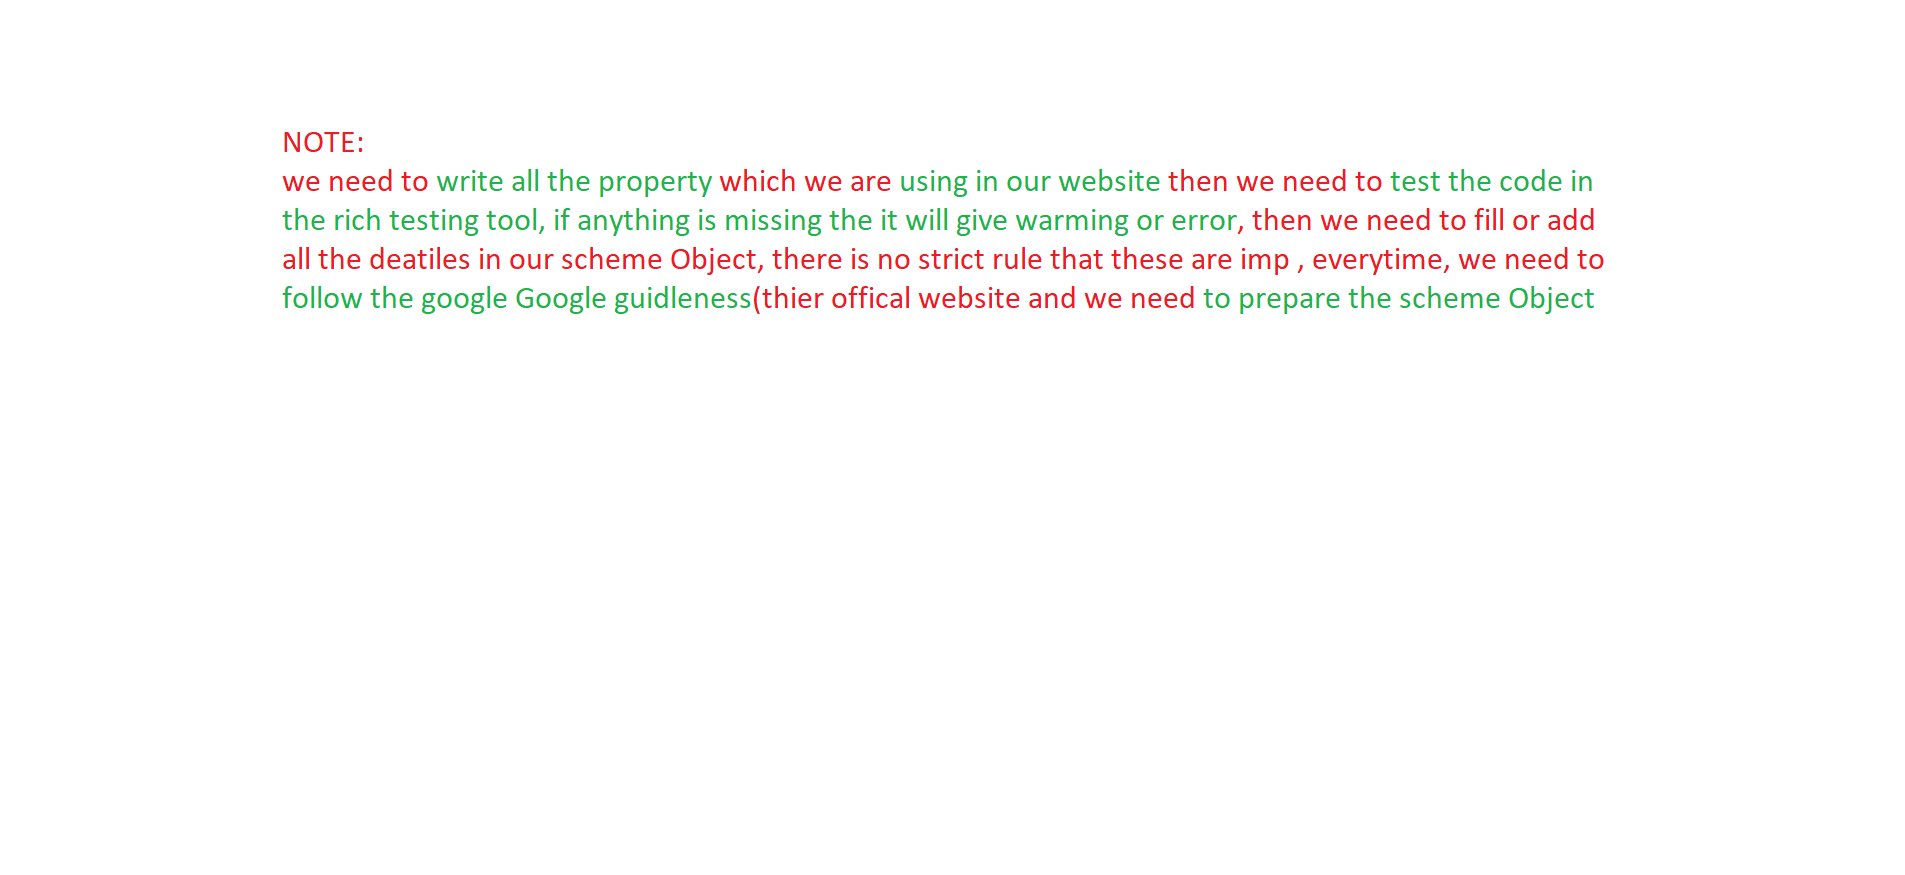 NOTE:
we need to write all the property which we are using in our website then we need to test the code in
the rich testing tool, if anything is missing the it will give warming or error, then we need to fill or add
all the deatiles in our scheme Object, there is no strict rule that these are imp , everytime, we need to
follow the google Google guidleness(thier offical website and we need to prepare the scheme Object